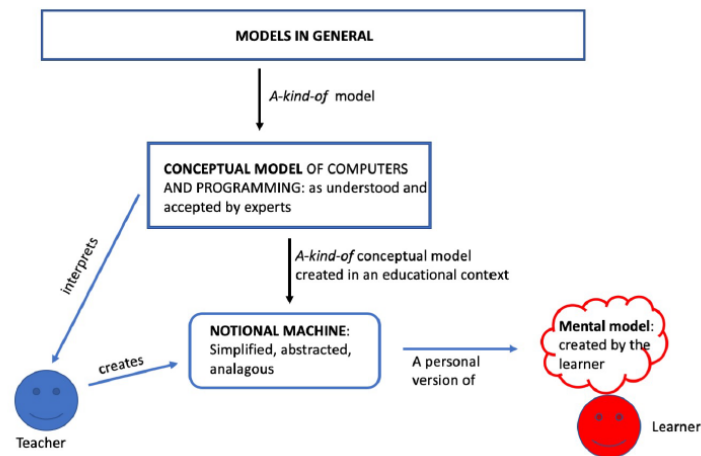 MODELS IN GENERAL
A-kind-of model
CONCEPTUAL MODEL OF COMPUTERS
AND PROGRAMMING: as understood and
accepted by experts
interprets
A-kind-of conceptual model
created in an educational context
NOTIONAL MACHINE:
Simplified, abstracted,
analagous
creates
A personal
version of
Mental model:
created by the
learner
Teacher
Learner